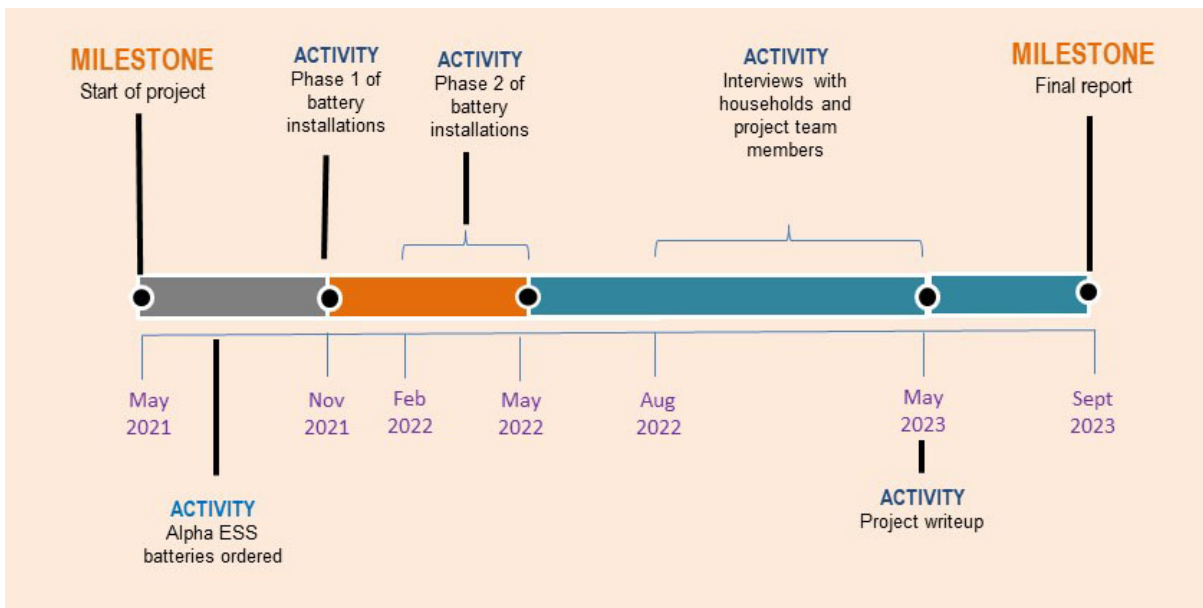 MILESTONE
Start of project
ACTIVITY
Phase 1 of
battery
installations
ACTIVITY
Phase 2 of
battery
installations
ACTIVITY
Interviews with
households and
project team
members
MILESTONE
Final report
May
2021
Nov
2021
Feb
2022
May
2022
Aug
2022
May
2023
Sept
2023
ACTIVITY
Alpha ESS
batteries ordered
ACTIVITY
Project writeup